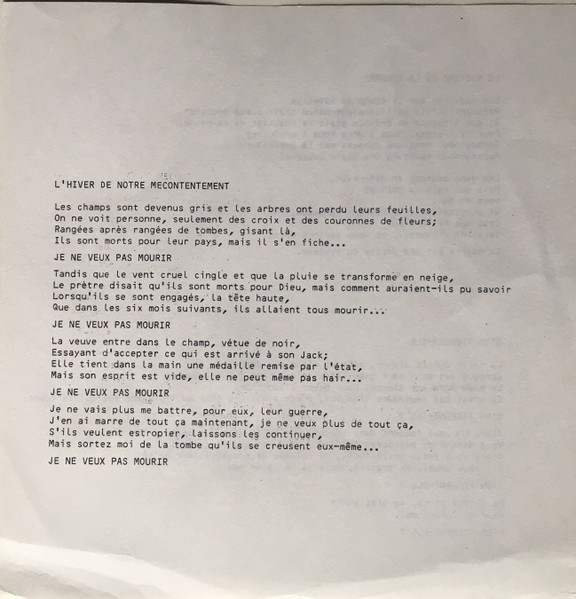 L'HIVER DE NOTRE MECONTENTEMENT
Les champs sont devenus gris et les arbres ont perdu leurs feuilles,
On ne voit personne, seulement des croix et des couronnes de fleurs;
Rangées après rangées de tombes, gisant là,
Ils sont morts pour leur pays, mais il s'en fiche...
JE NE VEUX PAS MOURIR
Tandis que le vent cruel cingle et que la pluie se transforme en neige,
Le prêtre disait qu'ils sont morts pour Dieu, mais comment auraient-ils pu savoir
Lorsqu'ils se sont engagés, la tête haute,
Que dans les six mois suivants, ils allaient tous mourir...
JE NE VEUX PAS MOURIR
La veuve entre dans le champ, vétue de noir,
Essayant d'accepter ce qui est arrivé à son Jack;
Elle tient dans la main une médaille remise par l'état,
Mais son esprit est vide, elle ne peut même pas hair...
JE NE VEUX PAS MOURIR
Je ne vais plus me battre, pour eux, leur guerre,
J'en ai marre de tout ça maintenant, je ne veux plus de tout ça,
S'ils veulent estropier, laissons les continuer,
Mais sortez moi de la tombe qu'ils se creusent eux-même...
JE NE VEUX PAS MOURIR